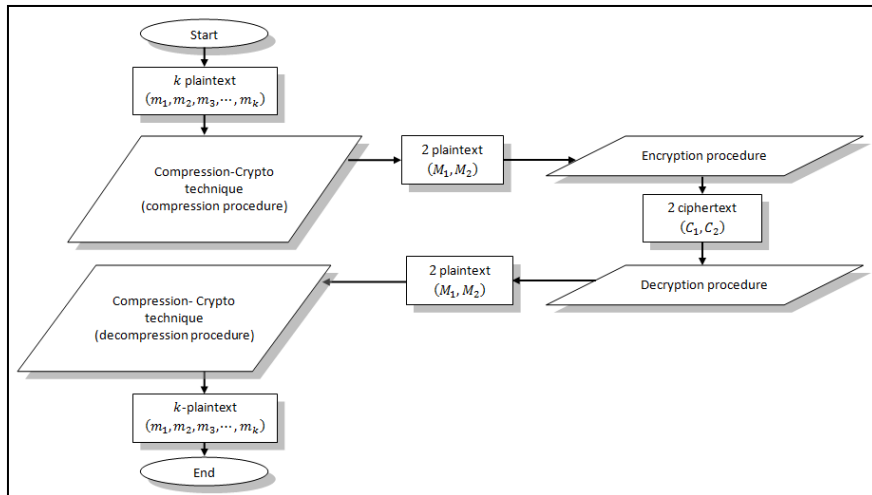 Start
k plaintext
(m₁, m₂, m₃, ⋯, mₖ)
Compression-Crypto
technique
(compression procedure)
2 plaintext
(M₁, M₂)
Encryption procedure
2 ciphertext
(C₁, C₂)
Decryption procedure
2 plaintext
(M₁, M₂)
Compression- Crypto
technique
(decompression procedure)
k-plaintext
(m₁, m₂, m₃, ⋯, mₖ)
End